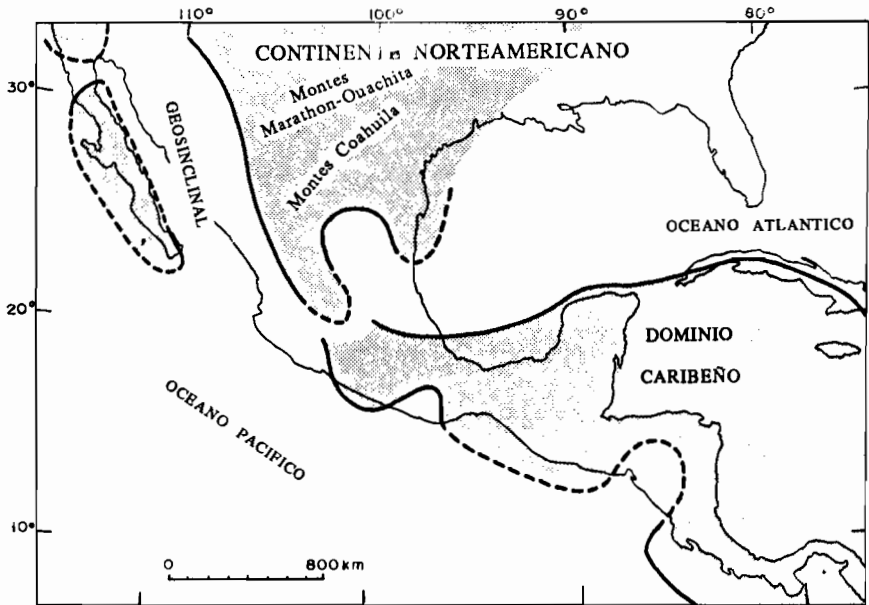 110° 100° 90° 80°
CONTINENTE NORTEAMERICANO
30°
Montes
Marathon-Ouachita
Montes Coahuila
GEOSINCLINAL
OCEANO ATLANTICO
20°
DOMINIO
CARIBEÑO
OCEANO PACIFICO
10°
0 800 km